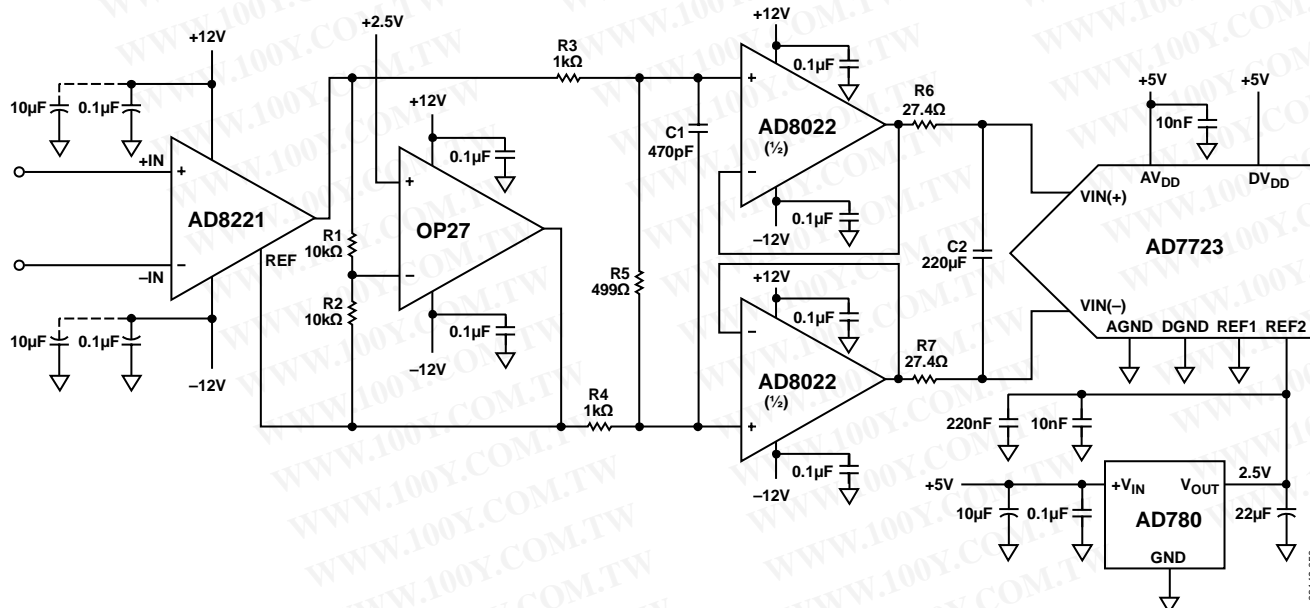 +12V
10µF
0.1µF
+IN
–IN
AD8221
REF
10µF
0.1µF
–12V
+2.5V
+12V
0.1µF
R1
10kΩ
R2
10kΩ
OP27
0.1µF
–12V
R3
1kΩ
R5
499Ω
R4
1kΩ
C1
470pF
+12V
0.1µF
AD8022
(½)
0.1µF
–12V
+12V
0.1µF
AD8022
(½)
0.1µF
–12V
R6
27.4Ω
C2
220µF
R7
27.4Ω
+5V
+5V
10nF
AVDD
DVDD
VIN(+)
AD7723
VIN(–)
AGND DGND REF1 REF2
220nF
10nF
+5V
+VIN
VOUT
2.5V
10µF
0.1µF
AD780
22µF
GND
WWW.100Y.COM.TW